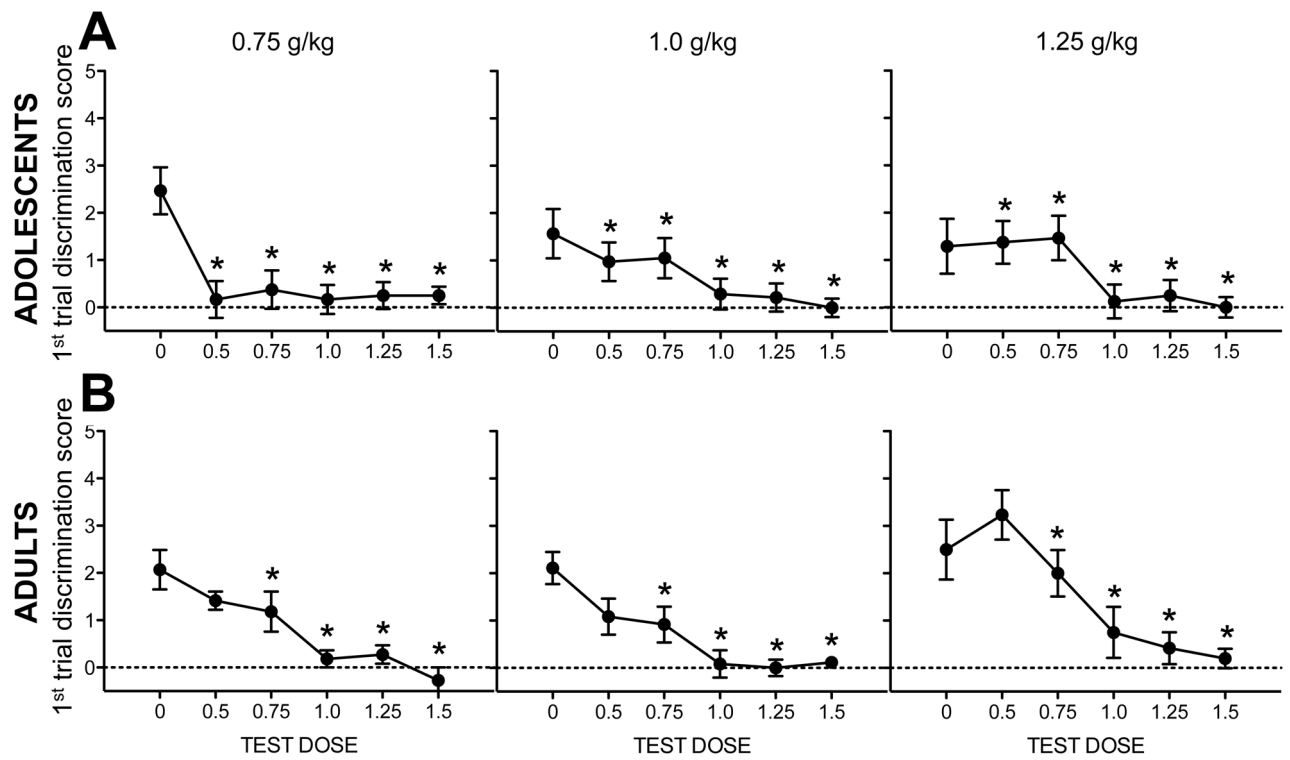 A
0.75 g/kg 1.0 g/kg 1.25 g/kg
ADOLESCENTS
1st trial discrimination score
5
4
3
2
1
0
* * * * *
* * * * *
* * * * *
0 0.5 0.75 1.0 1.25 1.5
0 0.5 0.75 1.0 1.25 1.5
0 0.5 0.75 1.0 1.25 1.5
B
ADULTS
1st trial discrimination score
5
4
3
2
1
0
* * * *
* * * *
* * * *
0 0.5 0.75 1.0 1.25 1.5
0 0.5 0.75 1.0 1.25 1.5
0 0.5 0.75 1.0 1.25 1.5
TEST DOSE TEST DOSE TEST DOSE